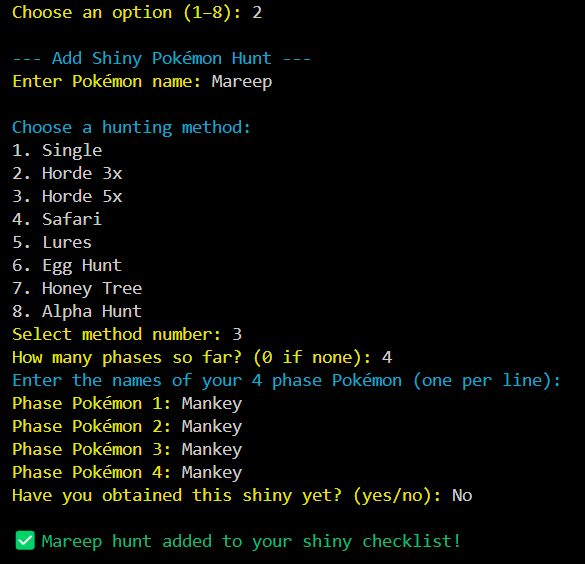 Choose an option (1–8): 2
--- Add Shiny Pokémon Hunt ---
Enter Pokémon name: Mareep
Choose a hunting method:
1. Single
2. Horde 3x
3. Horde 5x
4. Safari
5. Lures
6. Egg Hunt
7. Honey Tree
8. Alpha Hunt
Select method number: 3
How many phases so far? (0 if none): 4
Enter the names of your 4 phase Pokémon (one per line):
Phase Pokémon 1: Mankey
Phase Pokémon 2: Mankey
Phase Pokémon 3: Mankey
Phase Pokémon 4: Mankey
Have you obtained this shiny yet? (yes/no): No
✅ Mareep hunt added to your shiny checklist!